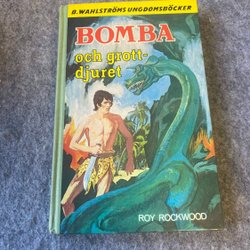 B. WAHLSTRÖMS UNGDOMSBÖCKER
BOMBA
och grott-
djuret
ROY ROCKWOOD